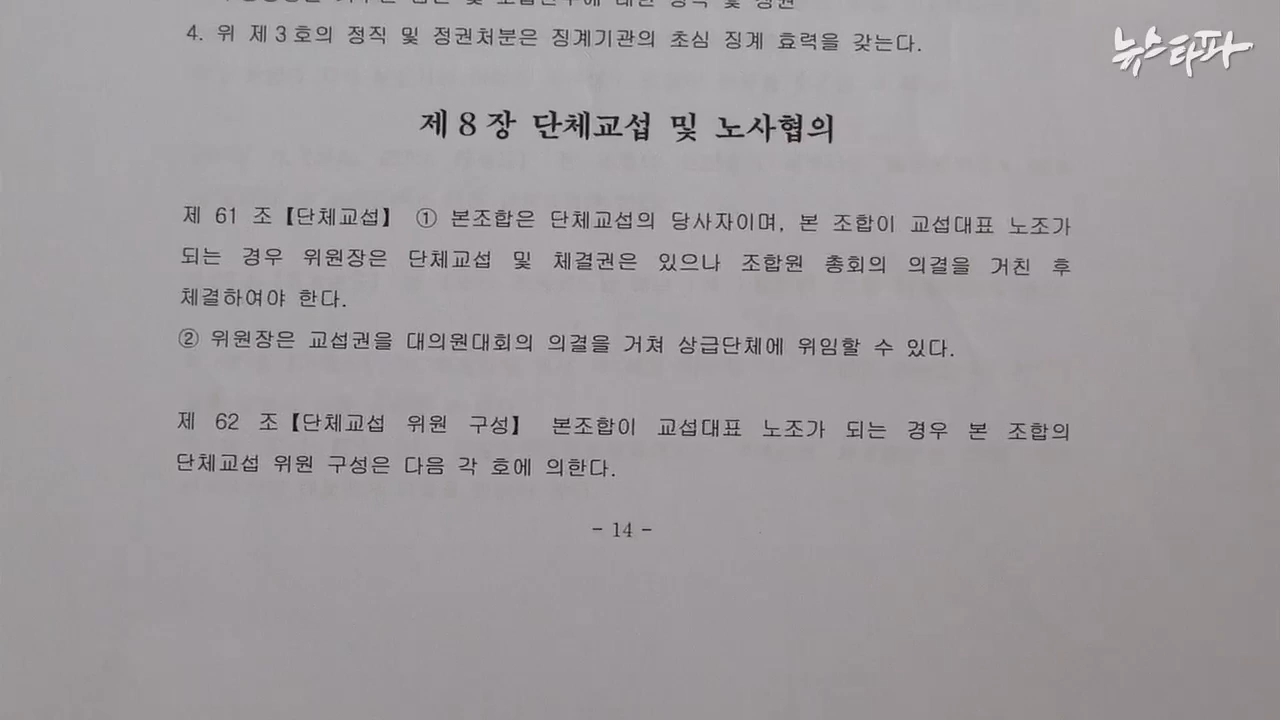 뉴스타파
4. 위 제3호의 정직 및 정권처분은 징계기관의 초심 징계 효력을 갖는다.
제 8 장 단체교섭 및 노사협의
제 61 조【단체교섭】 ① 본조합은 단체교섭의 당사자이며, 본 조합이 교섭대표 노조가
되는 경우 위원장은 단체교섭 및 체결권은 있으나 조합원 총회의 의결을 거친 후
체결하여야 한다.
② 위원장은 교섭권을 대의원대회의 의결을 거쳐 상급단체에 위임할 수 있다.
제 62 조【단체교섭 위원 구성】 본조합이 교섭대표 노조가 되는 경우 본 조합의
단체교섭 위원 구성은 다음 각 호에 의한다.
- 14 -